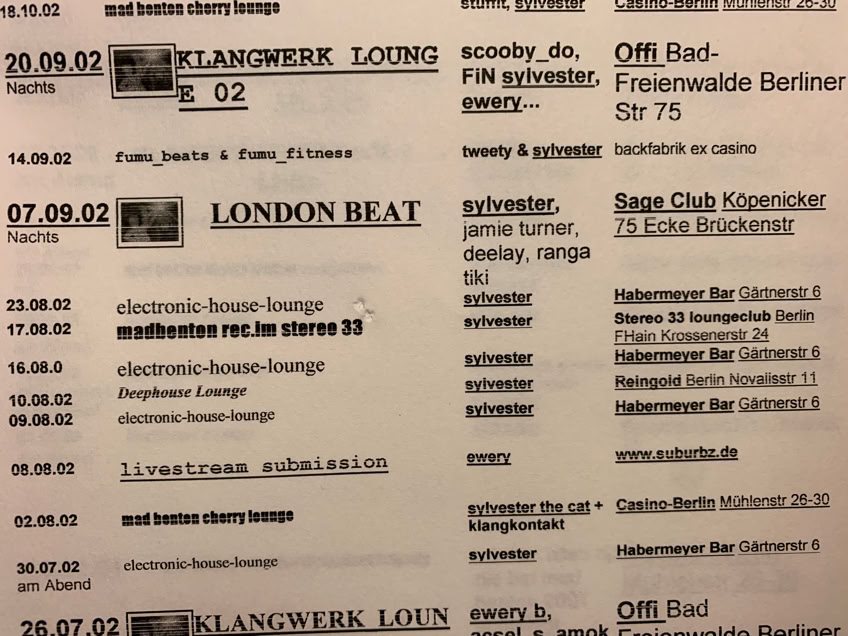 18.10.02 mad benton cherry lounge stuffit, sylvester Casino-Berlin Mühlenstr 26-30
20.09.02 KLANGWERK LOUNG scooby_do, Offi Bad-
Nachts E 02 FiN sylvester, Freienwalde Berliner
ewery... Str 75
14.09.02 fumu_beats & fumu_fitness tweety & sylvester backfabrik ex casino
07.09.02 LONDON BEAT sylvester, Sage Club Köpenicker
Nachts jamie turner, 75 Ecke Brückenstr
deelay, ranga
tiki
23.08.02 electronic-house-lounge sylvester Habermeyer Bar Gärtnerstr 6
17.08.02 madbenton rec.im stereo 33 sylvester Stereo 33 loungeclub Berlin
FHain Krossenerstr 24
16.08.0 electronic-house-lounge sylvester Habermeyer Bar Gärtnerstr 6
10.08.02 Deephouse Lounge sylvester Reingold Berlin Novalisstr 11
09.08.02 electronic-house-lounge sylvester Habermeyer Bar Gärtnerstr 6
08.08.02 livestream submission ewery www.suburbz.de
02.08.02 mad benton cherry lounge sylvester the cat + Casino-Berlin Mühlenstr 26-30
klangkontakt
30.07.02 electronic-house-lounge sylvester Habermeyer Bar Gärtnerstr 6
am Abend
26.07.02 KLANGWERK LOUN ewery b, Offi Bad
Freienwalde Berliner